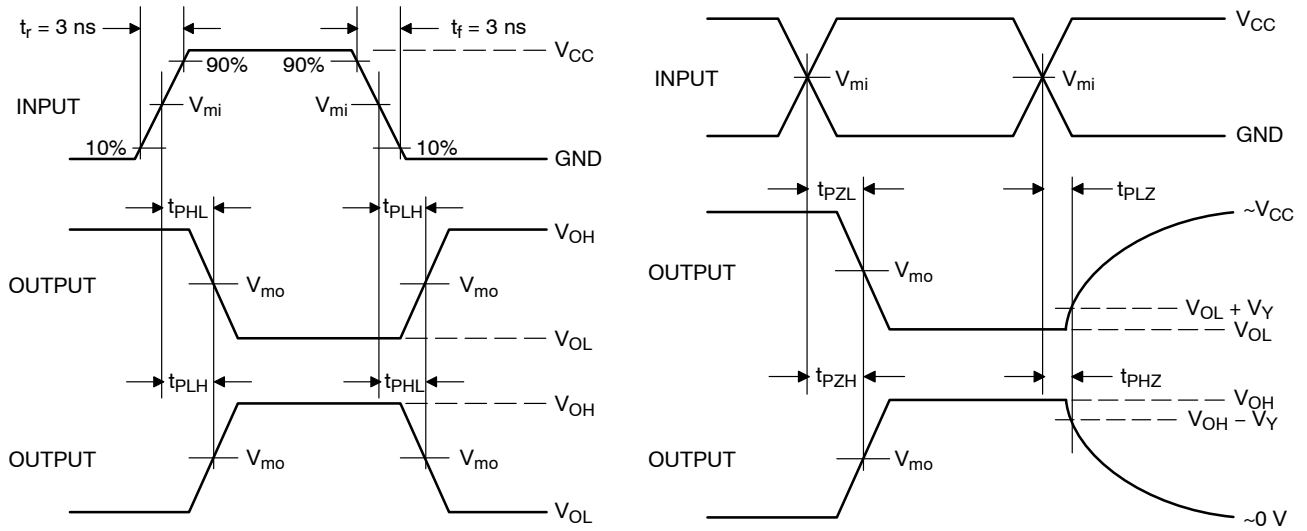 t_r = 3 ns
t_f = 3 ns
V_CC
90%
90%
INPUT
V_mi
V_mi
10%
10%
GND
t_PHL
t_PLH
V_OH
OUTPUT
V_mo
V_mo
V_OL
t_PLH
t_PHL
V_OH
OUTPUT
V_mo
V_mo
V_OL
V_CC
INPUT
V_mi
V_mi
GND
t_PZL
t_PLZ
~V_CC
OUTPUT
V_mo
V_OL + V_Y
V_OL
t_PZH
t_PHZ
V_OH
V_OH – V_Y
OUTPUT
V_mo
~0 V